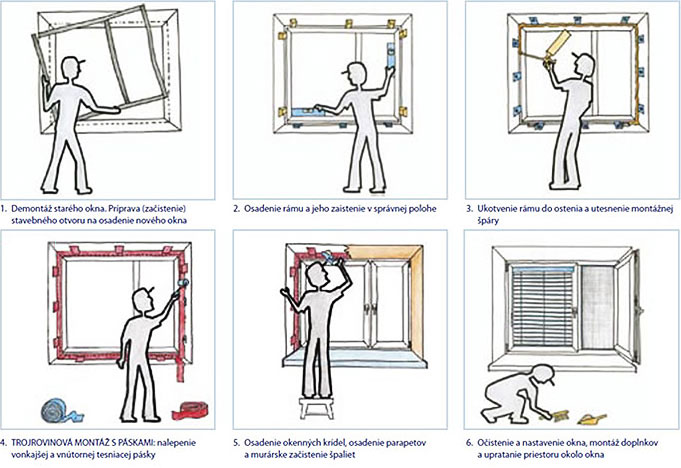 1. Demontáž starého okna. Príprava (začistenie)
stavebného otvoru na osadenie nového okna
2. Osadenie rámu a jeho zaistenie v správnej polohe
3. Ukotvenie rámu do ostenia a utesnenie montážnej
špáry
4. TROJROVINOVÁ MONTÁŽ S PÁSKAMI: nalepenie
vonkajšej a vnútornej tesniacej pásky
5. Osadenie okenných krídel, osadenie parapetov
a murárske začistenie špaliet
6. Očistenie a nastavenie okna, montáž doplnkov
a upratanie priestoru okolo okna